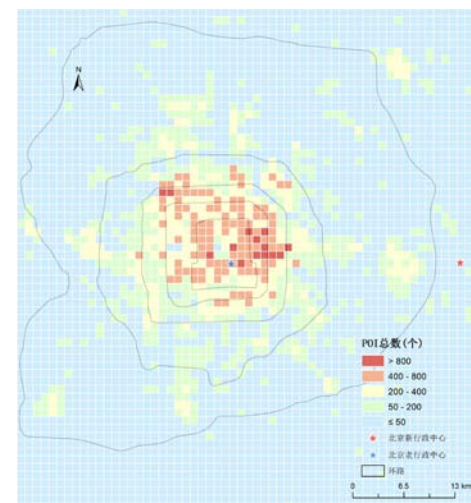 N
POI总数(个)
> 800
400 - 800
200 - 400
50 - 200
≤ 50
北京新行政中心
北京老行政中心
环路
0 6.5 13 km